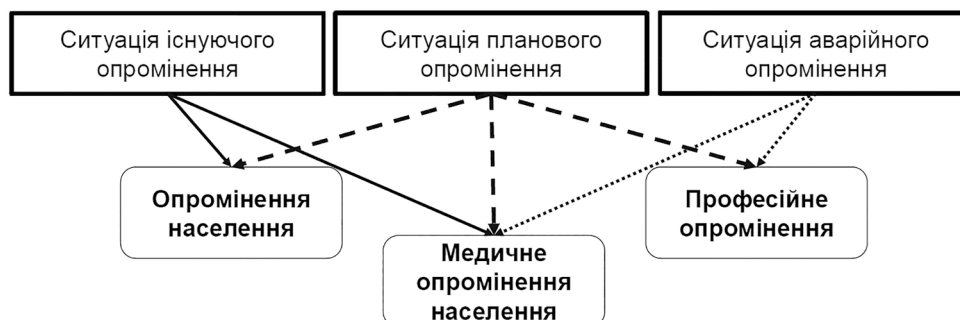 Ситуація існуючого
опромінення
Ситуація планового
опромінення
Ситуація аварійного
опромінення
Опромінення
населення
Професійне
опромінення
Медичне
опромінення
населення